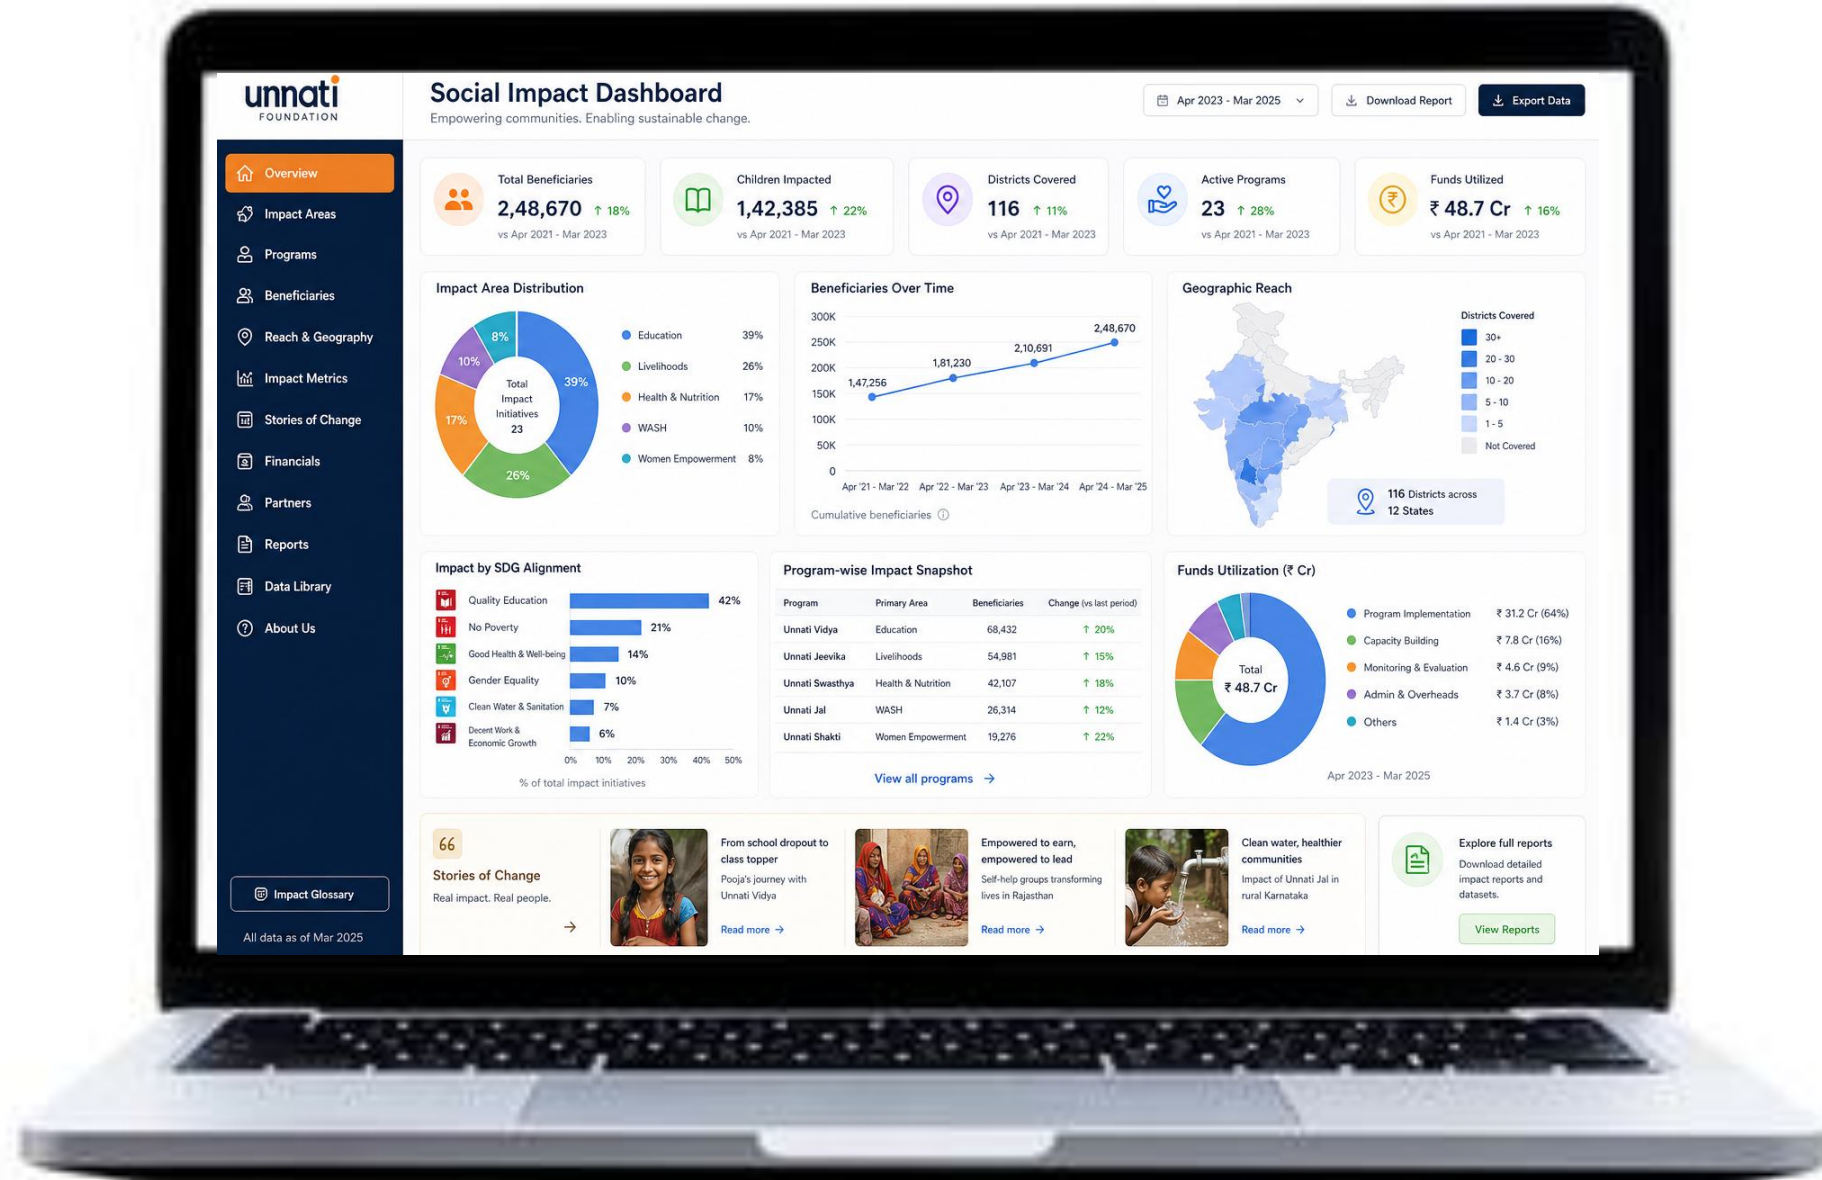 unnati
FOUNDATION
Social Impact Dashboard
Empowering communities. Enabling sustainable change.
Apr 2023 - Mar 2025
Download Report
Export Data
Overview
Impact Areas
Programs
Beneficiaries
Reach & Geography
Impact Metrics
Stories of Change
Financials
Partners
Reports
Data Library
About Us
Impact Glossary
All data as of Mar 2025
Total Beneficiaries
2,48,670 ↑ 18%
vs Apr 2021 - Mar 2023
Children Impacted
1,42,385 ↑ 22%
vs Apr 2021 - Mar 2023
Districts Covered
116 ↑ 11%
vs Apr 2021 - Mar 2023
Active Programs
23 ↑ 28%
vs Apr 2021 - Mar 2023
Funds Utilized
₹ 48.7 Cr ↑ 16%
vs Apr 2021 - Mar 2023
Impact Area Distribution
8%
10%
39%
17%
26%
Total
Impact
Initiatives
23
Education 39%
Livelihoods 26%
Health & Nutrition 17%
WASH 10%
Women Empowerment 8%
Beneficiaries Over Time
300K
250K
200K
150K
100K
50K
0
1,47,256
1,81,230
2,10,691
2,48,670
Apr '21 - Mar '22 Apr '22 - Mar '23 Apr '23 - Mar '24 Apr '24 - Mar '25
Cumulative beneficiaries
Geographic Reach
Districts Covered
30+
20 - 30
10 - 20
5 - 10
1 - 5
Not Covered
116 Districts across
12 States
Impact by SDG Alignment
Quality Education 42%
No Poverty 21%
Good Health & Well-being 14%
Gender Equality 10%
Clean Water & Sanitation 7%
Decent Work &
Economic Growth 6%
0% 10% 20% 30% 40% 50%
% of total impact initiatives
Program-wise Impact Snapshot
Program Primary Area Beneficiaries Change (vs last period)
Unnati Vidya Education 68,432 ↑ 20%
Unnati Jeevika Livelihoods 54,981 ↑ 15%
Unnati Swasthya Health & Nutrition 42,107 ↑ 18%
Unnati Jal WASH 26,314 ↑ 12%
Unnati Shakti Women Empowerment 19,276 ↑ 22%
View all programs →
Funds Utilization (₹ Cr)
Total
₹ 48.7 Cr
Program Implementation ₹ 31.2 Cr (64%)
Capacity Building ₹ 7.8 Cr (16%)
Monitoring & Evaluation ₹ 4.6 Cr (9%)
Admin & Overheads ₹ 3.7 Cr (8%)
Others ₹ 1.4 Cr (3%)
Apr 2023 - Mar 2025
Stories of Change
Real impact. Real people.
→
From school dropout to
class topper
Pooja's journey with
Unnati Vidya
Read more →
Empowered to earn,
empowered to lead
Self-help groups transforming
lives in Rajasthan
Read more →
Clean water, healthier
communities
Impact of Unnati Jal in
rural Karnataka
Read more →
Explore full reports
Download detailed
impact reports and
datasets.
View Reports